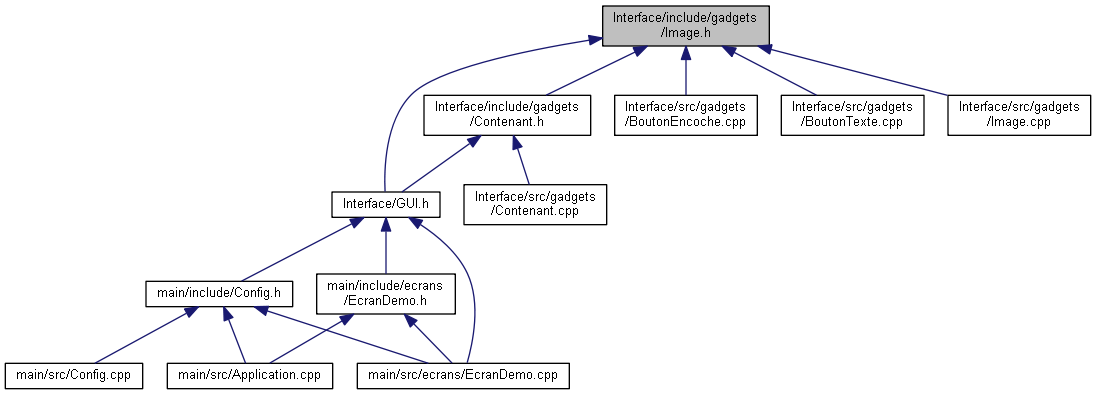 Interface/include/gadgets
/Image.h
Interface/include/gadgets
/Contenant.h
Interface/src/gadgets
/BoutonEncoche.cpp
Interface/src/gadgets
/BoutonTexte.cpp
Interface/src/gadgets
/Image.cpp
Interface/GUI.h
Interface/src/gadgets
/Contenant.cpp
main/include/Config.h
main/include/ecrans
/EcranDemo.h
main/src/Config.cpp
main/src/Application.cpp
main/src/ecrans/EcranDemo.cpp